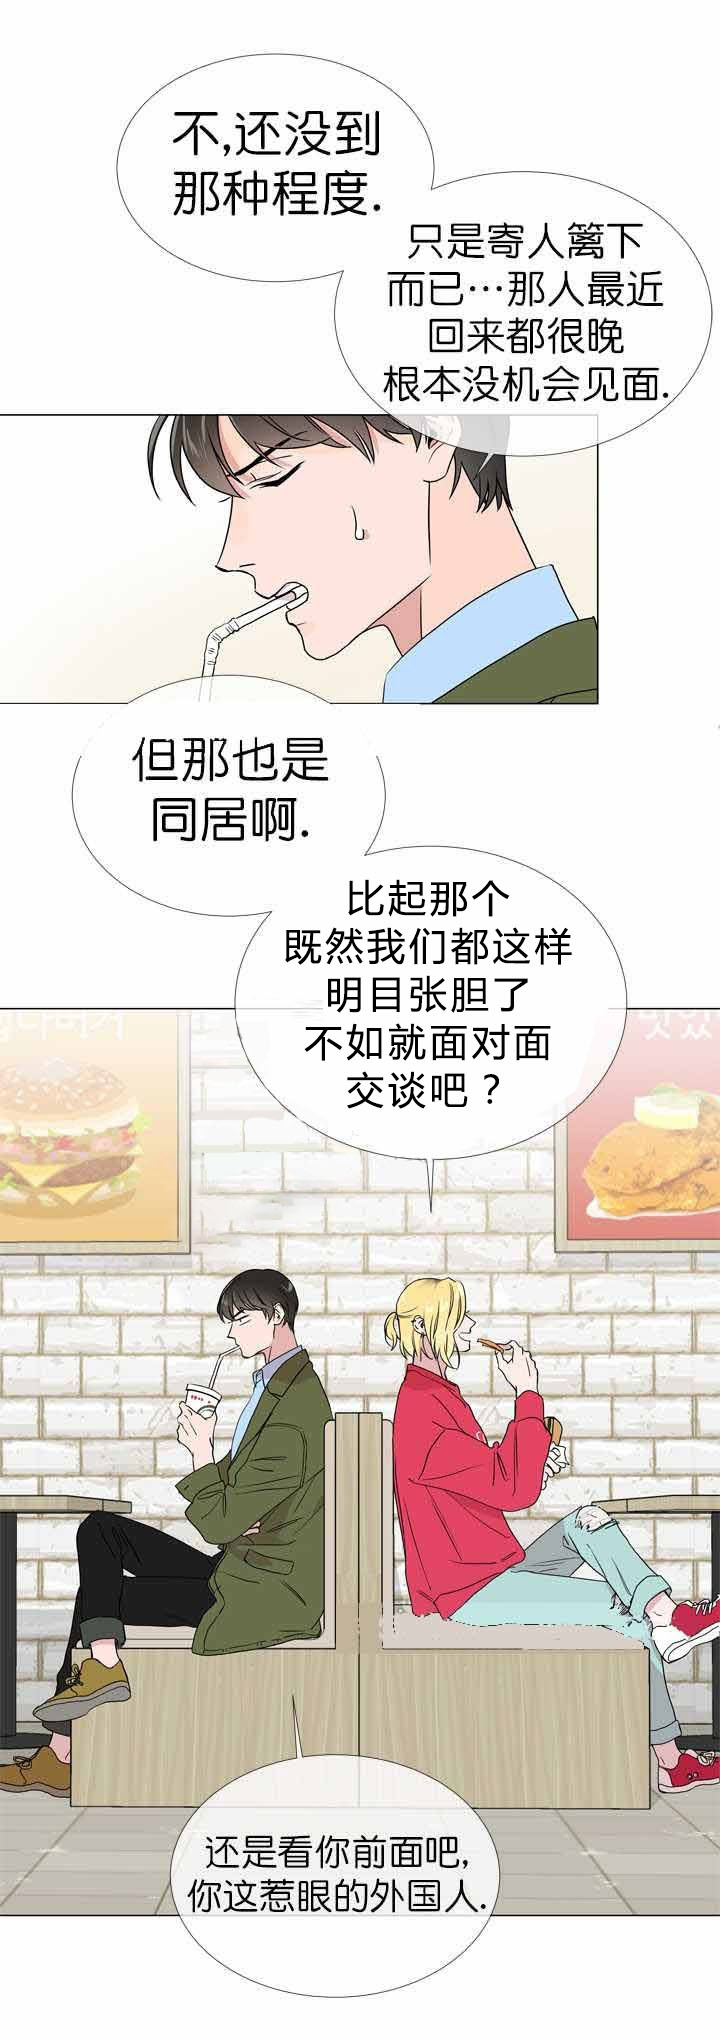 不,还没到
那种程度.
只是寄人篱下
而已…那人最近
回来都很晚
根本没机会见面.
但那也是
同居啊.
比起那个
既然我们都这样
明目张胆了
不如就面对面
交谈吧？
还是看你前面吧,
你这惹眼的外国人.